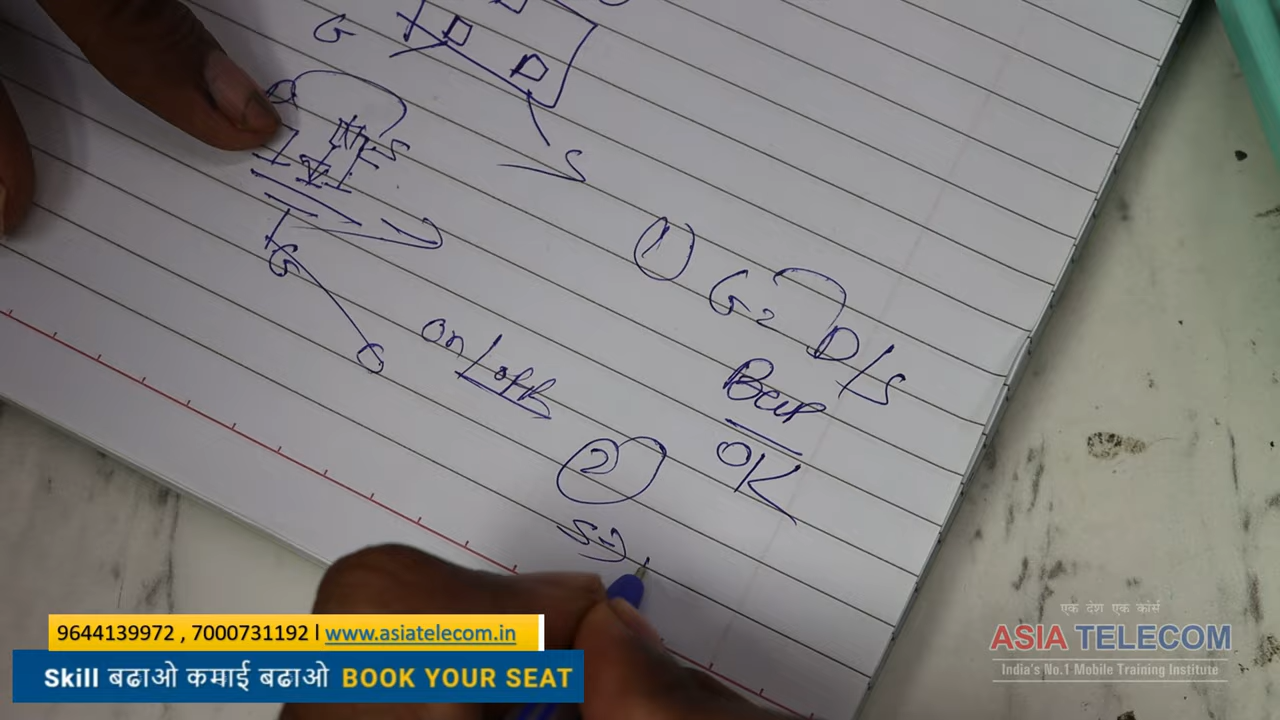 G
D
D
S
S
G
①
G2 D/S
Beep
OK
on/off
②
S→
9644139972 , 7000731192 | www.asiatelecom.in
Skill बढाओ कमाई बढाओ BOOK YOUR SEAT
एक देश एक कोर्स
ASIA TELECOM
India's No.1 Mobile Training Institute